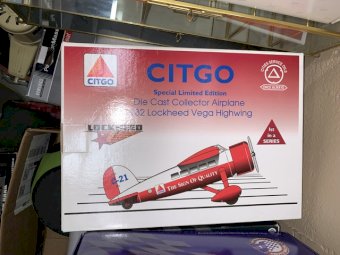 CITGO
CITGO
Special Limited Edition
Die Cast Collector Airplane
32 Lockheed Vega Highwing
LOCKHEED
1st in a
SERIES
C-21
THE SIGN OF QUALITY